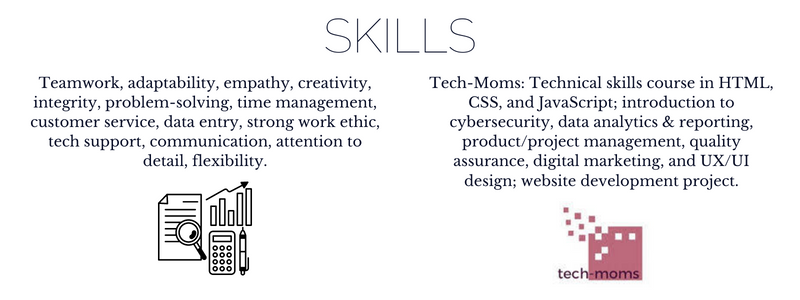 SKILLS
Teamwork, adaptability, empathy, creativity,
integrity, problem-solving, time management,
customer service, data entry, strong work ethic,
tech support, communication, attention to
detail, flexibility.
Tech-Moms: Technical skills course in HTML,
CSS, and JavaScript; introduction to
cybersecurity, data analytics & reporting,
product/project management, quality
assurance, digital marketing, and UX/UI
design; website development project.
tech-moms